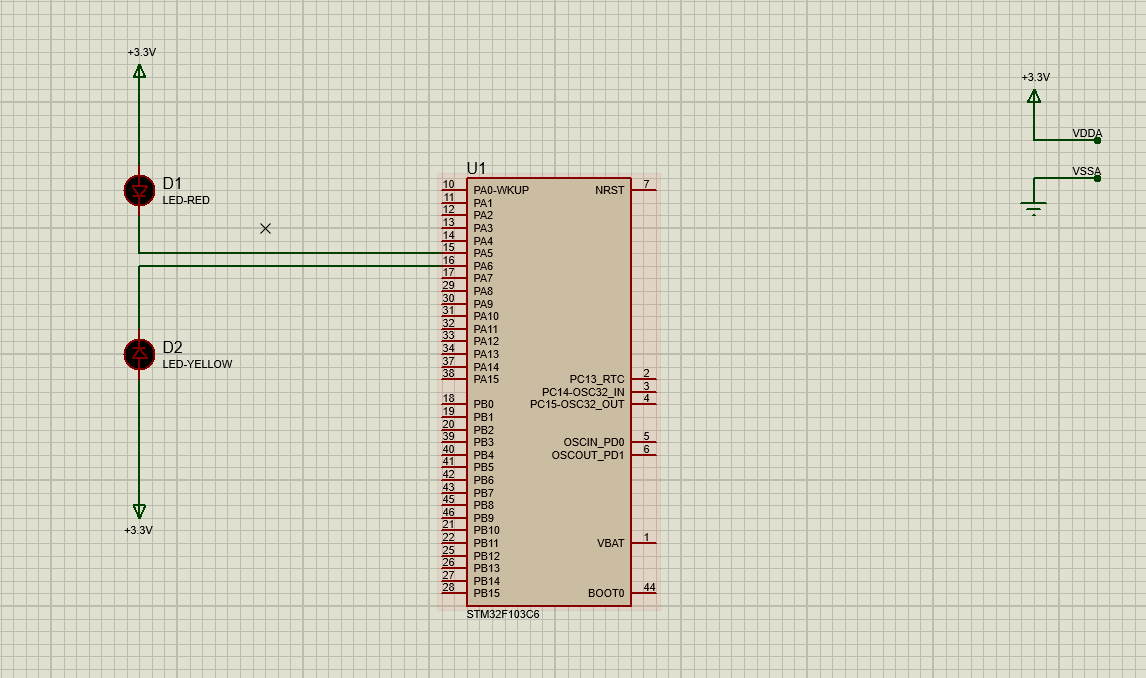 +3.3V
D1
LED-RED
D2
LED-YELLOW
+3.3V
U1
10 PA0-WKUP
11 PA1
12 PA2
13 PA3
14 PA4
15 PA5
16 PA6
17 PA7
29 PA8
30 PA9
31 PA10
32 PA11
33 PA12
34 PA13
37 PA14
38 PA15
18 PB0
19 PB1
20 PB2
39 PB3
40 PB4
41 PB5
42 PB6
43 PB7
45 PB8
46 PB9
21 PB10
22 PB11
25 PB12
26 PB13
27 PB14
28 PB15
NRST 7
PC13_RTC 2
PC14-OSC32_IN 3
PC15-OSC32_OUT 4
OSCIN_PD0 5
OSCOUT_PD1 6
VBAT 1
BOOT0 44
STM32F103C6
+3.3V
VDDA
VSSA